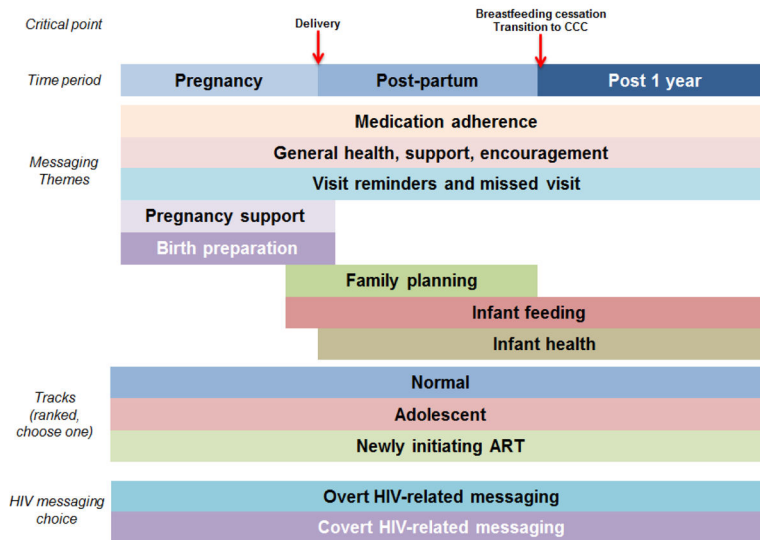 Critical point
Delivery
Breastfeeding cessation
Transition to CCC
Time period
Pregnancy
Post-partum
Post 1 year
Messaging
Themes
Medication adherence
General health, support, encouragement
Visit reminders and missed visit
Pregnancy support
Birth preparation
Family planning
Infant feeding
Infant health
Tracks
(ranked,
choose one)
Normal
Adolescent
Newly initiating ART
HIV messaging
choice
Overt HIV-related messaging
Covert HIV-related messaging